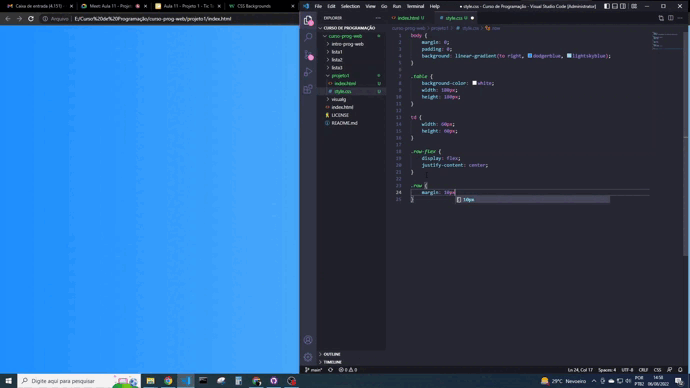 Caixa de entrada (4.151)
Meet: Aula 11 - Proje
Aula 11 - Projeto 1 - Fix: 1
CSS Backgrounds
Arquivo
E:/Curso%20de%20Programação/curso-prog-web/projeto1/index.html
File Edit Selection View Go Run Terminal Help
style.css - Curso de Programação - Visual Studio Code [Administrador]
EXPLORER
index.html U
style.css U
CURSO DE PROGRAMAÇÃO
curso-prog-web
intro-prog-web
lista1
lista2
lista3
projeto1
index.html U
style.css U
visualg
index.html
LICENSE
README.md
curso-prog-web > projeto1 > style.css > row
1 body {
2 margin: 0;
3 padding: 0;
4 background: linear-gradient(to right, dodgerblue, lightskyblue);
5 }
6
7 .table {
8 background-color: white;
9 width: 180px;
10 height: 180px;
11 }
12
13 td {
14 width: 60px;
15 height: 60px;
16 }
17
18 .row-flex {
19 display: flex;
20 justify-content: center;
21 }
22
23 .row {
24 margin: 10px
25 }
10px
OUTLINE
TIMELINE
main*
0 0
Ln 24, Col 17
Spaces: 4
UTF-8
CRLF
CSS
Digite aqui para pesquisar
29°C Nevoeiro
POR
PTB2
14:58
06/08/2022